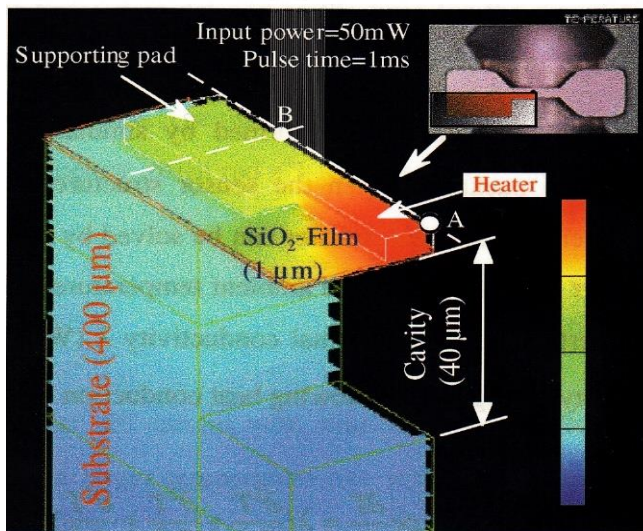 TEMPERATURE
Input power=50mW
Pulse time=1ms
Supporting pad
B
Heater
A
SiO₂-Film
(1 μm)
Cavity
(40 μm)
Substrate (400 μm)